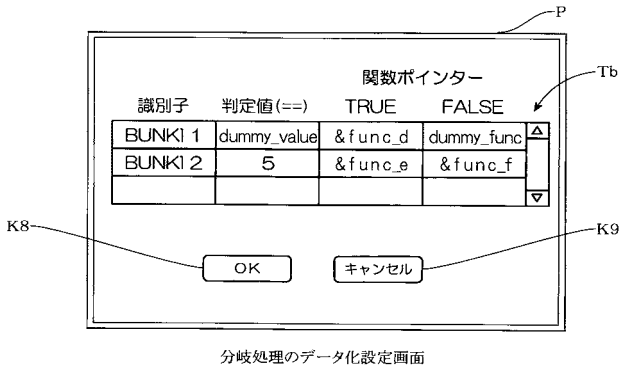 P
関数ポインター
Tb
識別子 判定値(==) TRUE FALSE
BUNKI 1 dummy_value &func_d dummy_func
BUNKI 2 5 &func_e &func_f
K8
K9
OK キャンセル
分岐処理のデータ化設定画面